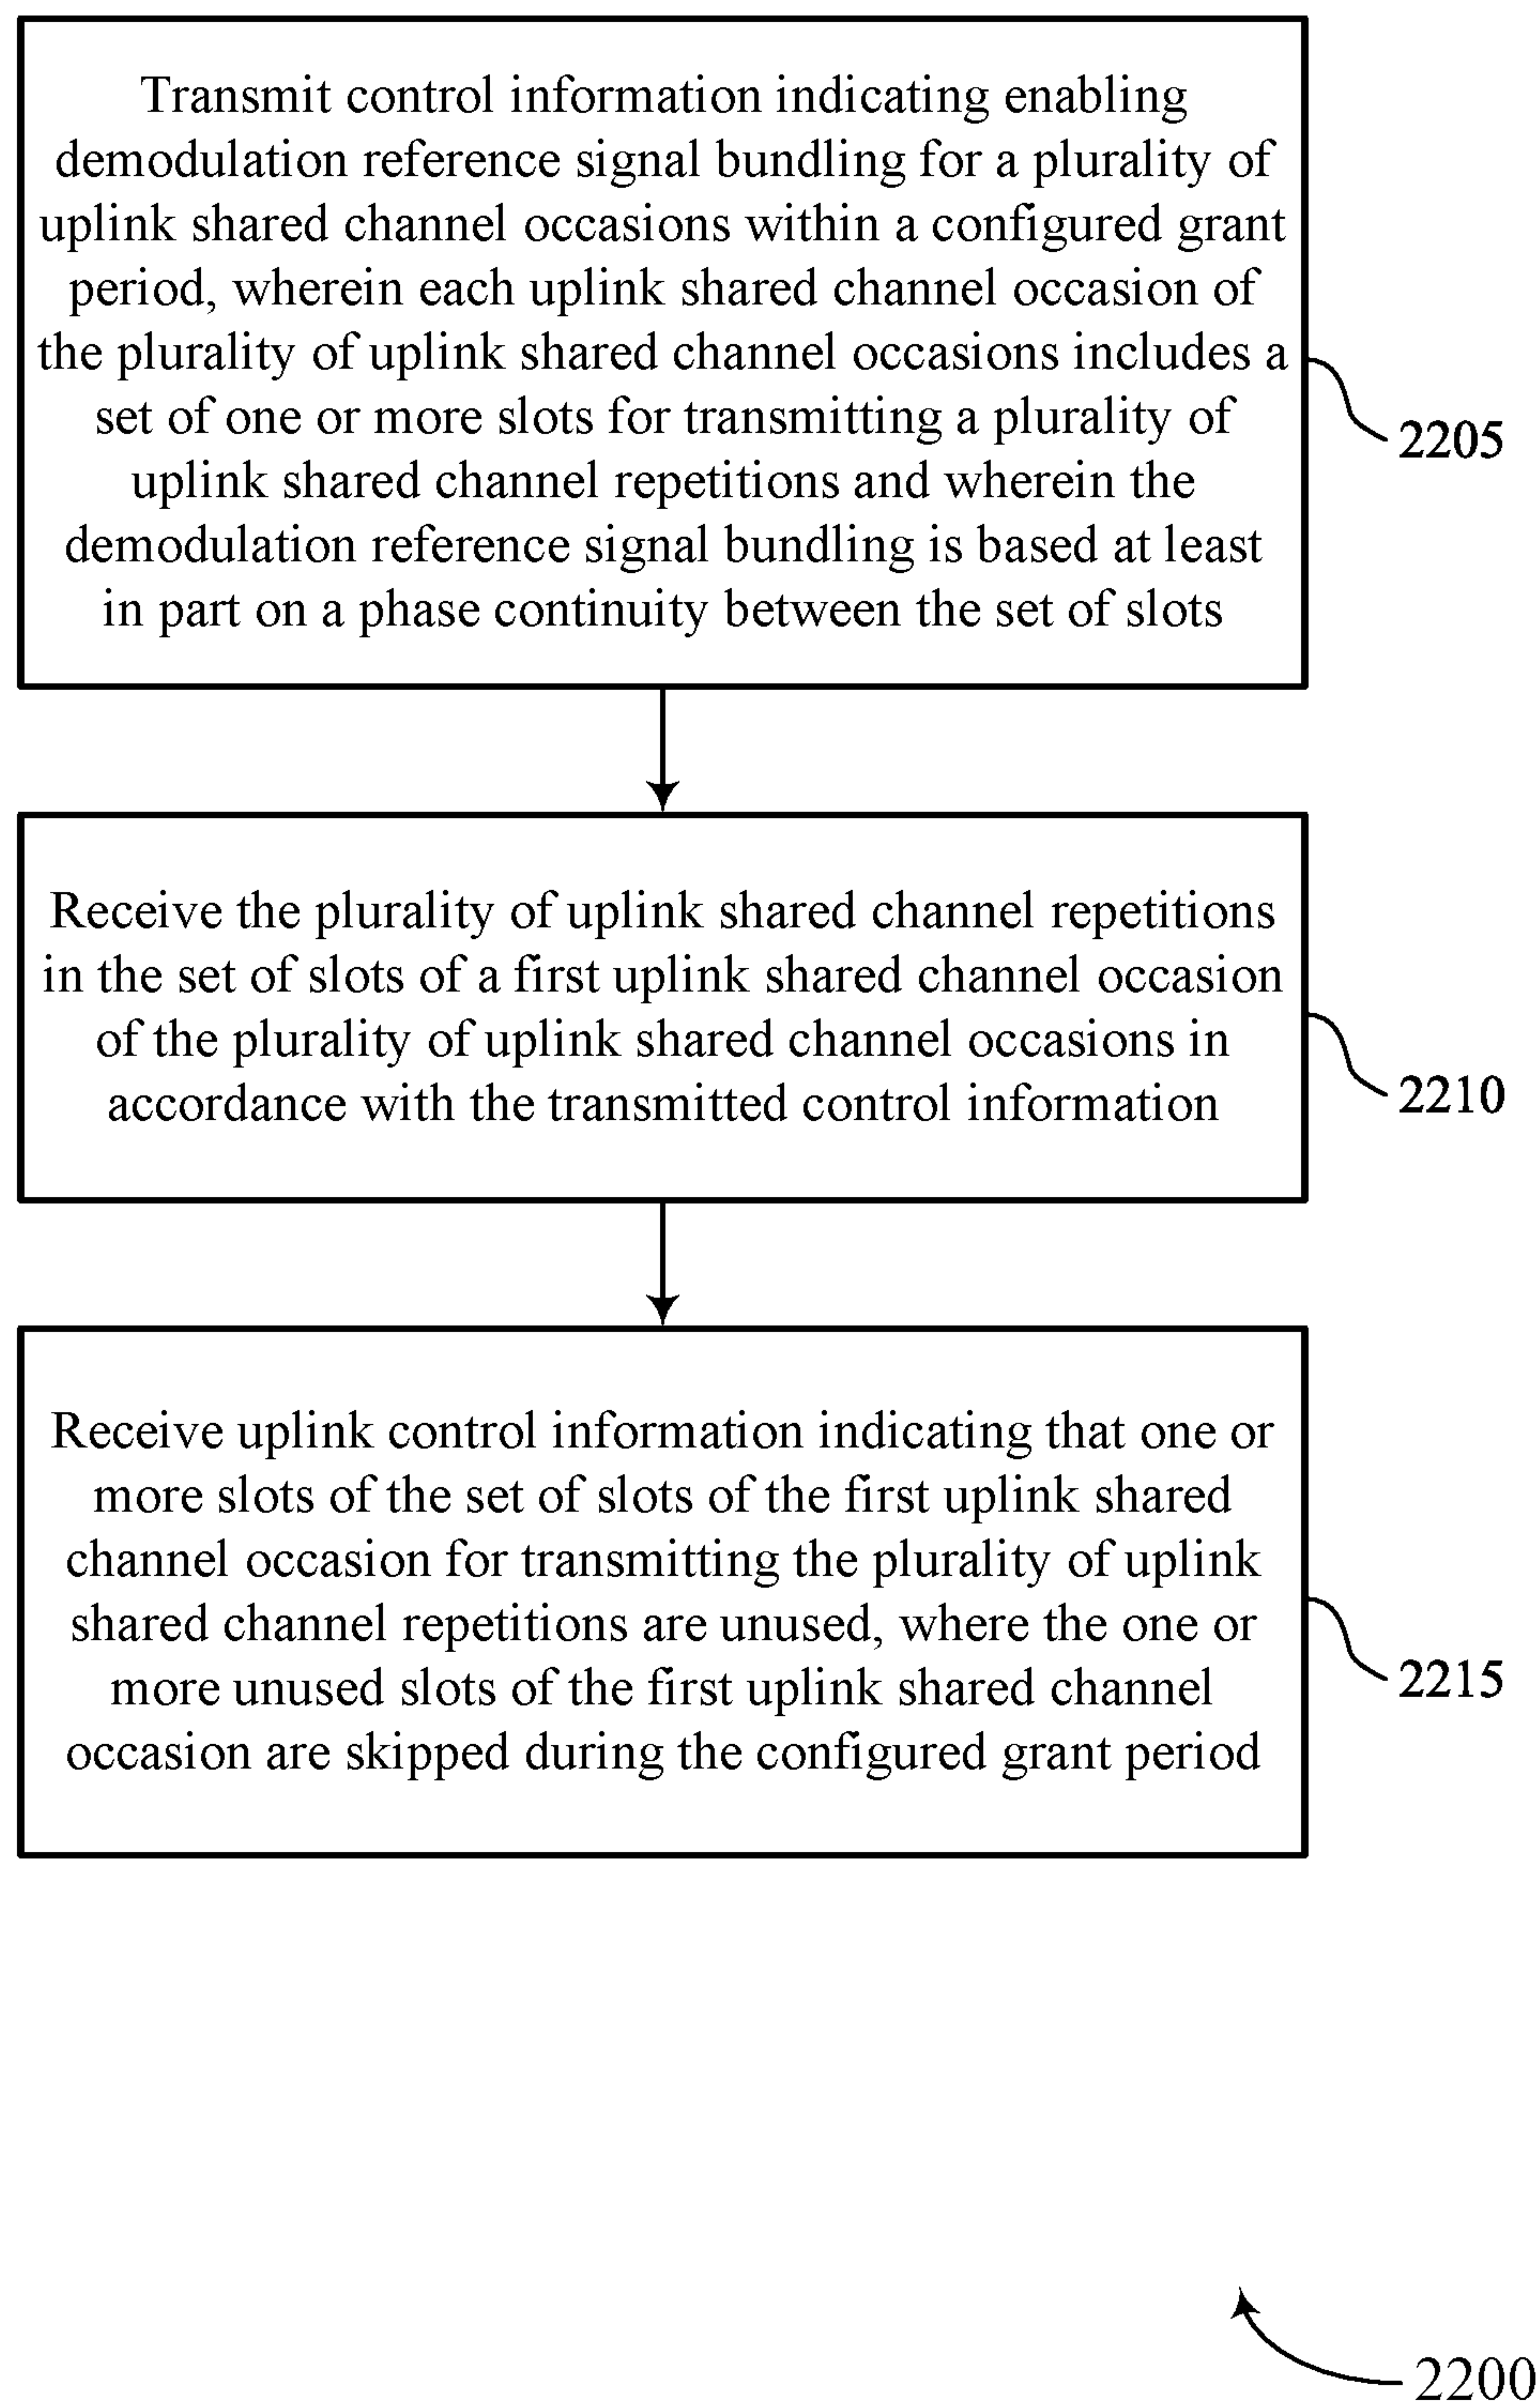 Transmit control information indicating enabling
demodulation reference signal bundling for a plurality of
uplink shared channel occasions within a configured grant
period, wherein each uplink shared channel occasion of
the plurality of uplink shared channel occasions includes a
set of one or more slots for transmitting a plurality of
uplink shared channel repetitions and wherein the
demodulation reference signal bundling is based at least
in part on a phase continuity between the set of slots
2205
Receive the plurality of uplink shared channel repetitions
in the set of slots of a first uplink shared channel occasion
of the plurality of uplink shared channel occasions in
accordance with the transmitted control information
2210
Receive uplink control information indicating that one or
more slots of the set of slots of the first uplink shared
channel occasion for transmitting the plurality of uplink
shared channel repetitions are unused, where the one or
more unused slots of the first uplink shared channel
occasion are skipped during the configured grant period
2215
2200